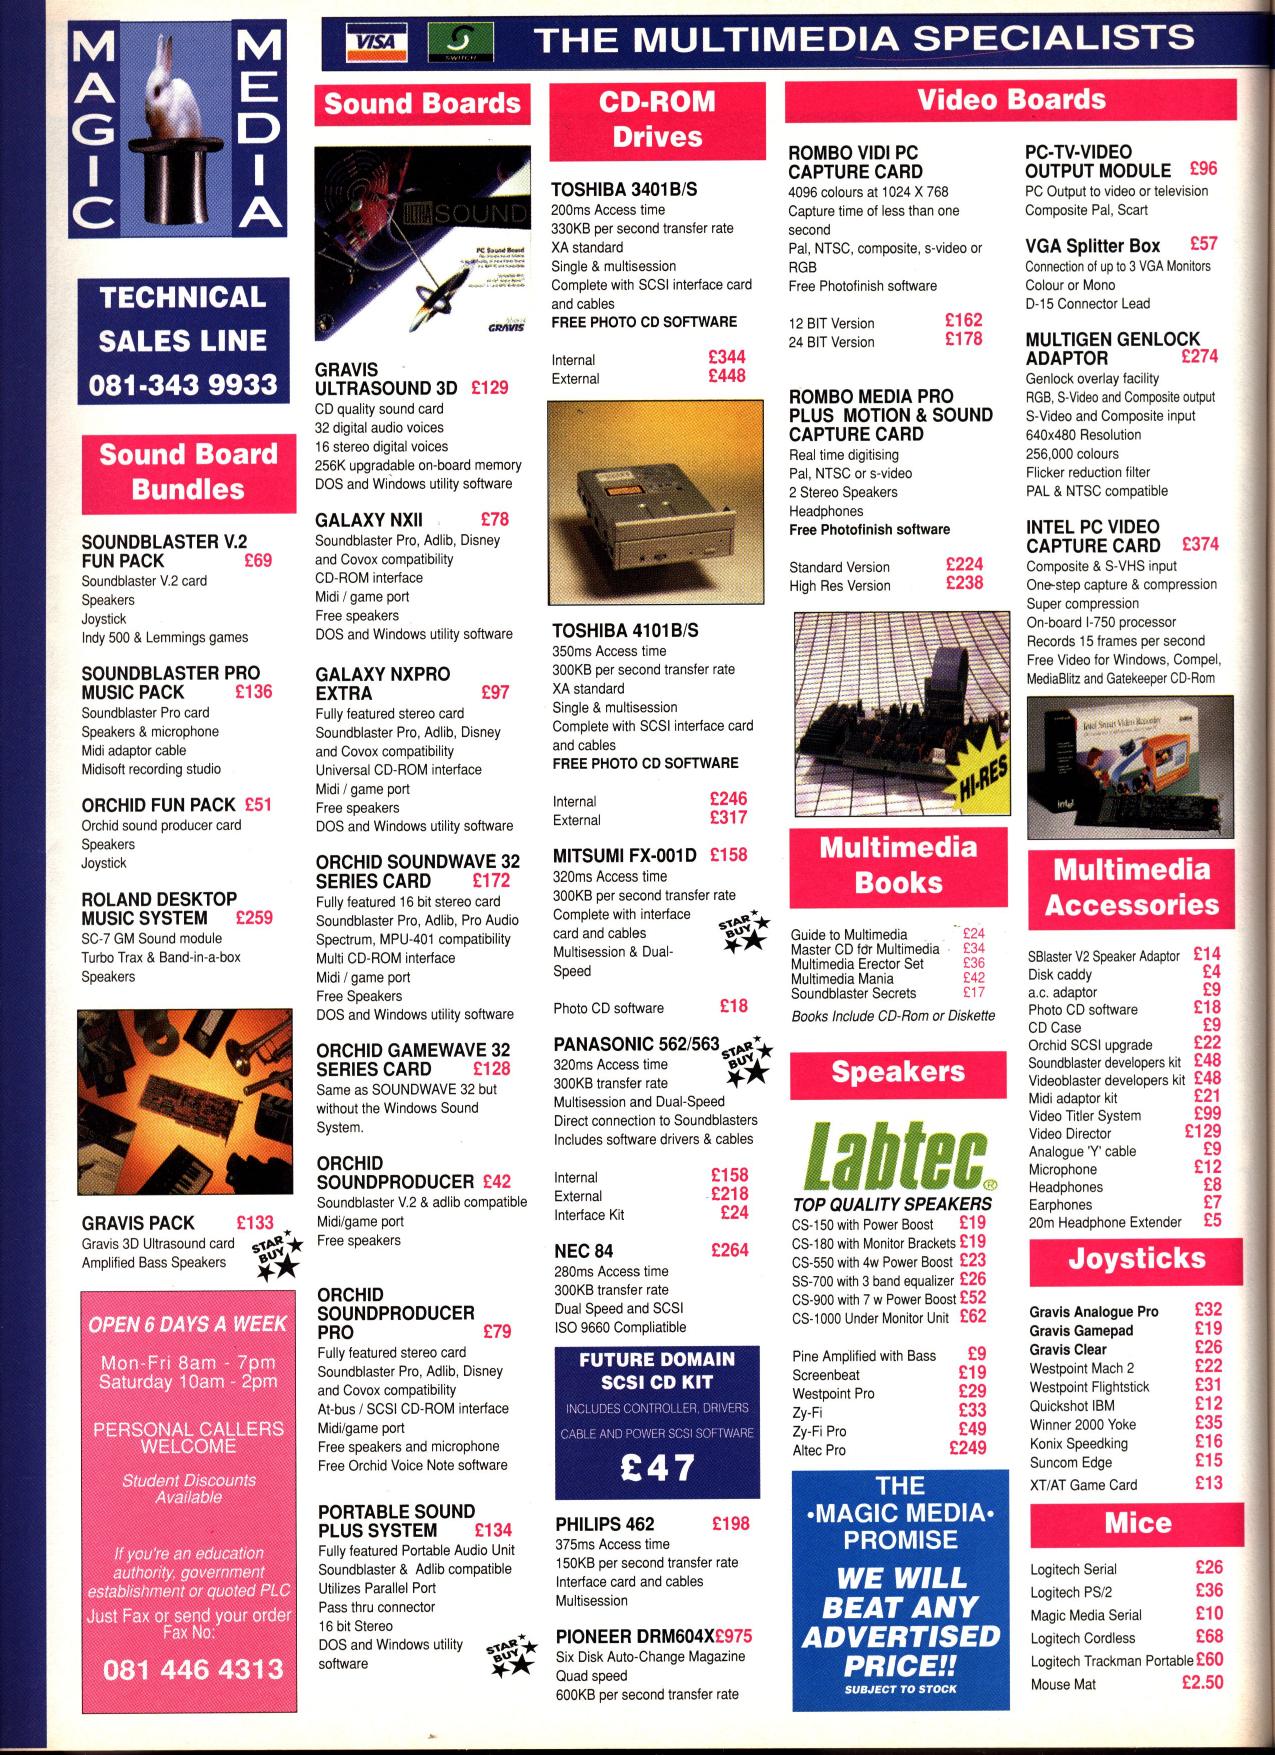 MAGIC
MEDIA
VISA
SWITCH
THE MULTIMEDIA SPECIALISTS
TECHNICAL
SALES LINE
081-343 9933
Sound Board
Bundles
SOUNDBLASTER V.2
FUN PACK £69
Soundblaster V.2 card
Speakers
Joystick
Indy 500 & Lemmings games
SOUNDBLASTER PRO
MUSIC PACK £136
Soundblaster Pro card
Speakers & microphone
Midi adaptor cable
Midisoft recording studio
ORCHID FUN PACK £51
Orchid sound producer card
Speakers
Joystick
ROLAND DESKTOP
MUSIC SYSTEM £259
SC-7 GM Sound module
Turbo Trax & Band-in-a-box
Speakers
GRAVIS PACK £133
Gravis 3D Ultrasound card
Amplified Bass Speakers
STAR
BUY
OPEN 6 DAYS A WEEK
Mon-Fri 8am - 7pm
Saturday 10am - 2pm
PERSONAL CALLERS
WELCOME
Student Discounts
Available
If you're an education
authority, government
establishment or quoted PLC
Just Fax or send your order
Fax No:
081 446 4313
Sound Boards
ULTRASOUND
PC Sound Board
GRAVIS
GRAVIS
ULTRASOUND 3D £129
CD quality sound card
32 digital audio voices
16 stereo digital voices
256K upgradable on-board memory
DOS and Windows utility software
GALAXY NXII £78
Soundblaster Pro, Adlib, Disney
and Covox compatibility
CD-ROM interface
Midi / game port
Free speakers
DOS and Windows utility software
GALAXY NXPRO
EXTRA £97
Fully featured stereo card
Soundblaster Pro, Adlib, Disney
and Covox compatibility
Universal CD-ROM interface
Midi / game port
Free speakers
DOS and Windows utility software
ORCHID SOUNDWAVE 32
SERIES CARD £172
Fully featured 16 bit stereo card
Soundblaster Pro, Adlib, Pro Audio
Spectrum, MPU-401 compatibility
Multi CD-ROM interface
Midi / game port
Free Speakers
DOS and Windows utility software
ORCHID GAMEWAVE 32
SERIES CARD £128
Same as SOUNDWAVE 32 but
without the Windows Sound
System.
ORCHID
SOUNDPRODUCER £42
Soundblaster V.2 & adlib compatible
Midi/game port
Free speakers
ORCHID
SOUNDPRODUCER
PRO £79
Fully featured stereo card
Soundblaster Pro, Adlib, Disney
and Covox compatibility
At-bus / SCSI CD-ROM interface
Midi/game port
Free speakers and microphone
Free Orchid Voice Note software
PORTABLE SOUND
PLUS SYSTEM £134
Fully featured Portable Audio Unit
Soundblaster & Adlib compatible
Utilizes Parallel Port
Pass thru connector
16 bit Stereo
DOS and Windows utility
software
STAR
BUY
CD-ROM
Drives
TOSHIBA 3401B/S
200ms Access time
330KB per second transfer rate
XA standard
Single & multisession
Complete with SCSI interface card
and cables
FREE PHOTO CD SOFTWARE
Internal £344
External £448
TOSHIBA 4101B/S
350ms Access time
300KB per second transfer rate
XA standard
Single & multisession
Complete with SCSI interface card
and cables
FREE PHOTO CD SOFTWARE
Internal £246
External £317
MITSUMI FX-001D £158
320ms Access time
300KB per second transfer rate
Complete with interface
card and cables
Multisession & Dual-
Speed
STAR
BUY
Photo CD software £18
PANASONIC 562/563
320ms Access time
300KB transfer rate
Multisession and Dual-Speed
Direct connection to Soundblasters
Includes software drivers & cables
STAR
BUY
Internal £158
External £218
Interface Kit £24
NEC 84 £264
280ms Access time
300KB transfer rate
Dual Speed and SCSI
ISO 9660 Compliatible
FUTURE DOMAIN
SCSI CD KIT
INCLUDES CONTROLLER, DRIVERS
CABLE AND POWER SCSI SOFTWARE
£47
PHILIPS 462 £198
375ms Access time
150KB per second transfer rate
Interface card and cables
Multisession
PIONEER DRM604X £975
Six Disk Auto-Change Magazine
Quad speed
600KB per second transfer rate
Video Boards
ROMBO VIDI PC
CAPTURE CARD
4096 colours at 1024 X 768
Capture time of less than one
second
Pal, NTSC, composite, s-video or
RGB
Free Photofinish software
12 BIT Version £162
24 BIT Version £178
ROMBO MEDIA PRO
PLUS MOTION & SOUND
CAPTURE CARD
Real time digitising
Pal, NTSC or s-video
2 Stereo Speakers
Headphones
Free Photofinish software
Standard Version £224
High Res Version £238
HI-RES
Multimedia
Books
Guide to Multimedia £24
Master CD for Multimedia £34
Multimedia Erector Set £36
Multimedia Mania £42
Soundblaster Secrets £17
Books Include CD-Rom or Diskette
Speakers
Labtec®
TOP QUALITY SPEAKERS
CS-150 with Power Boost £19
CS-180 with Monitor Brackets £19
CS-550 with 4w Power Boost £23
SS-700 with 3 band equalizer £26
CS-900 with 7 w Power Boost £52
CS-1000 Under Monitor Unit £62
Pine Amplified with Bass £9
Screenbeat £19
Westpoint Pro £29
Zy-Fi £33
Zy-Fi Pro £49
Altec Pro £249
THE
•MAGIC MEDIA•
PROMISE
WE WILL
BEAT ANY
ADVERTISED
PRICE!!
SUBJECT TO STOCK
PC-TV-VIDEO
OUTPUT MODULE £96
PC Output to video or television
Composite Pal, Scart
VGA Splitter Box £57
Connection of up to 3 VGA Monitors
Colour or Mono
D-15 Connector Lead
MULTIGEN GENLOCK
ADAPTOR £274
Genlock overlay facility
RGB, S-Video and Composite output
S-Video and Composite input
640x480 Resolution
256,000 colours
Flicker reduction filter
PAL & NTSC compatible
INTEL PC VIDEO
CAPTURE CARD £374
Composite & S-VHS input
One-step capture & compression
Super compression
On-board I-750 processor
Records 15 frames per second
Free Video for Windows, Compel,
MediaBlitz and Gatekeeper CD-Rom
Intel Smart Video Recorder
intel
Multimedia
Accessories
SBlaster V2 Speaker Adaptor £14
Disk caddy £4
a.c. adaptor £9
Photo CD software £18
CD Case £9
Orchid SCSI upgrade £22
Soundblaster developers kit £48
Videoblaster developers kit £48
Midi adaptor kit £21
Video Titler System £99
Video Director £129
Analogue 'Y' cable £9
Microphone £12
Headphones £8
Earphones £7
20m Headphone Extender £5
Joysticks
Gravis Analogue Pro £32
Gravis Gamepad £19
Gravis Clear £26
Westpoint Mach 2 £22
Westpoint Flightstick £31
Quickshot IBM £12
Winner 2000 Yoke £35
Konix Speedking £16
Suncom Edge £15
XT/AT Game Card £13
Mice
Logitech Serial £26
Logitech PS/2 £36
Magic Media Serial £10
Logitech Cordless £68
Logitech Trackman Portable £60
Mouse Mat £2.50